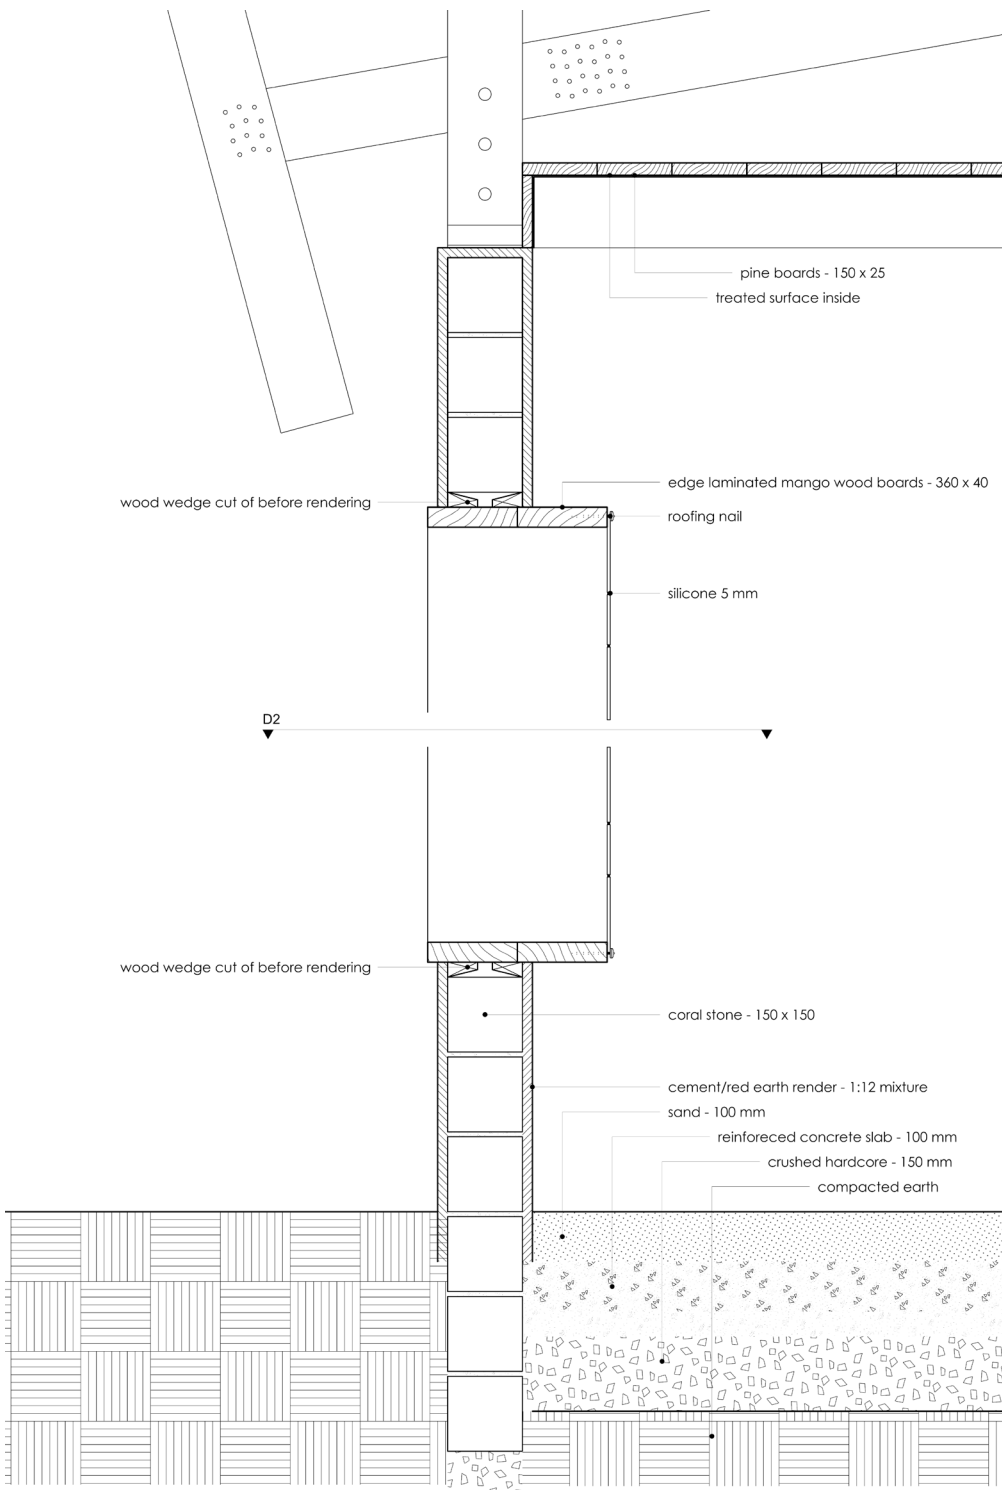 pine boards - 150 x 25
treated surface inside
edge laminated mango wood boards - 360 x 40
wood wedge cut of before rendering
roofing nail
silicone 5 mm
D2
wood wedge cut of before rendering
coral stone - 150 x 150
cement/red earth render - 1:12 mixture
sand - 100 mm
reinforeced concrete slab - 100 mm
crushed hardcore - 150 mm
compacted earth